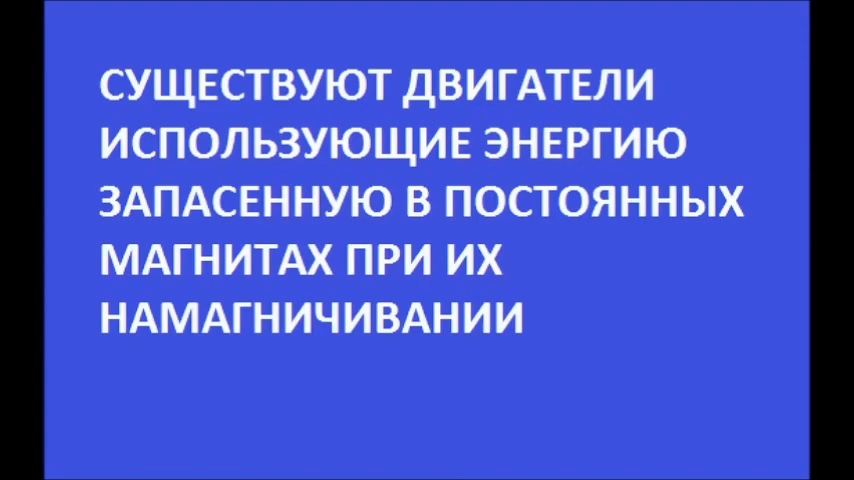 СУЩЕСТВУЮТ ДВИГАТЕЛИ
ИСПОЛЬЗУЮЩИЕ ЭНЕРГИЮ
ЗАПАСЕННУЮ В ПОСТОЯННЫХ
МАГНИТАХ ПРИ ИХ
НАМАГНИЧИВАНИИ